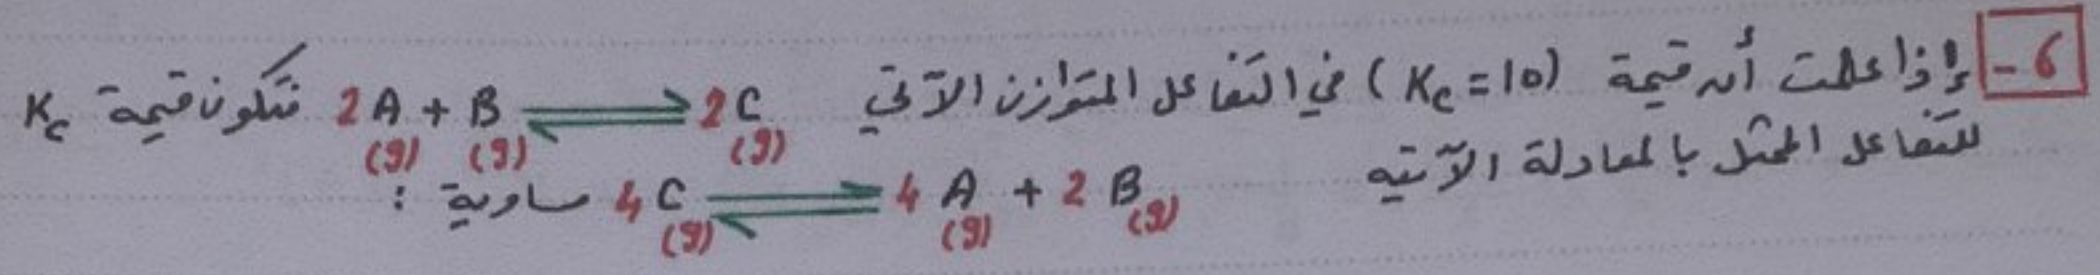 6- إذا علمت أن قيمة (Kc = 10) في التفاعل المتوازن الآتي 2A(g) + B(g) ⇌ 2C(g) فتكون قيمة Kc
للتفاعل الممثل بالمعادلة الآتية 4C(g) ⇌ 4A(g) + 2B(g) مساوية :